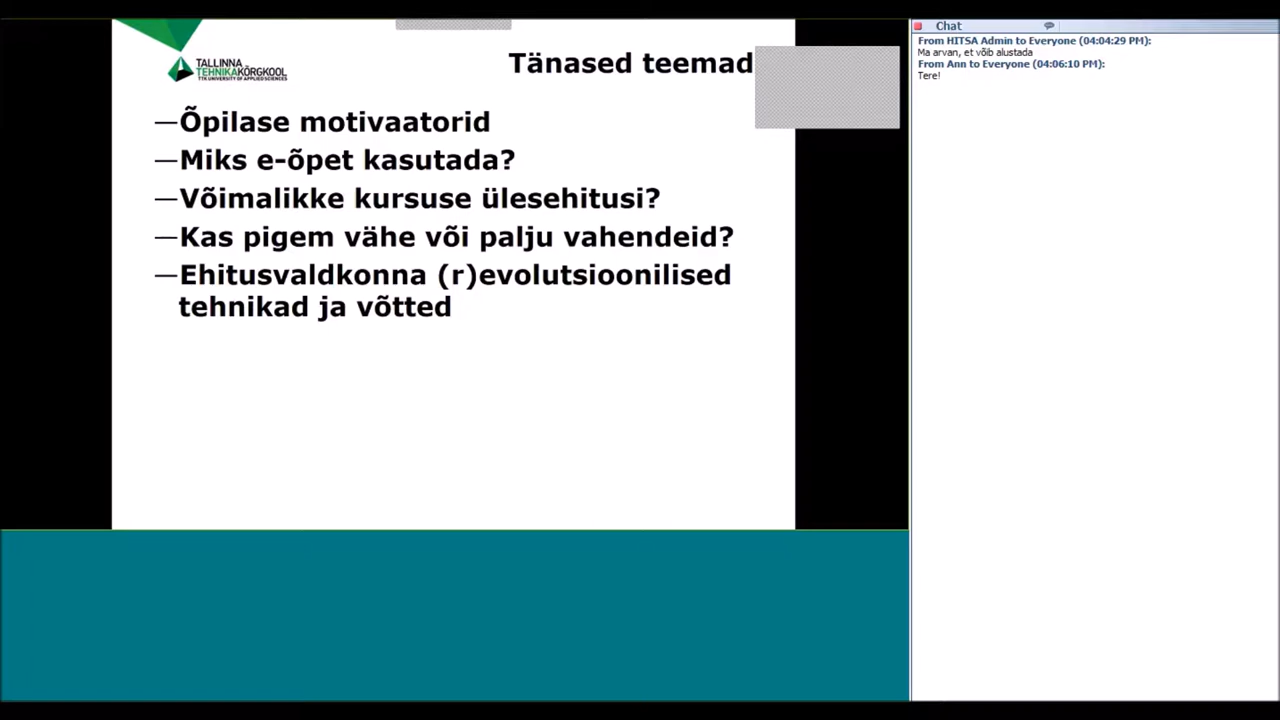 TALLINNA
TEHNIKAKÕRGKOOL
TTK UNIVERSITY OF APPLIED SCIENCES
Tänased teemad
—Õpilase motivaatorid
—Miks e-õpet kasutada?
—Võimalikke kursuse ülesehitusi?
—Kas pigem vähe või palju vahendeid?
—Ehitusvaldkonna (r)evolutsioonilised
tehnikad ja võtted
Chat
From HITSA Admin to Everyone (04:04:29 PM):
Ma arvan, et võib alustada
From Ann to Everyone (04:06:10 PM):
Tere!